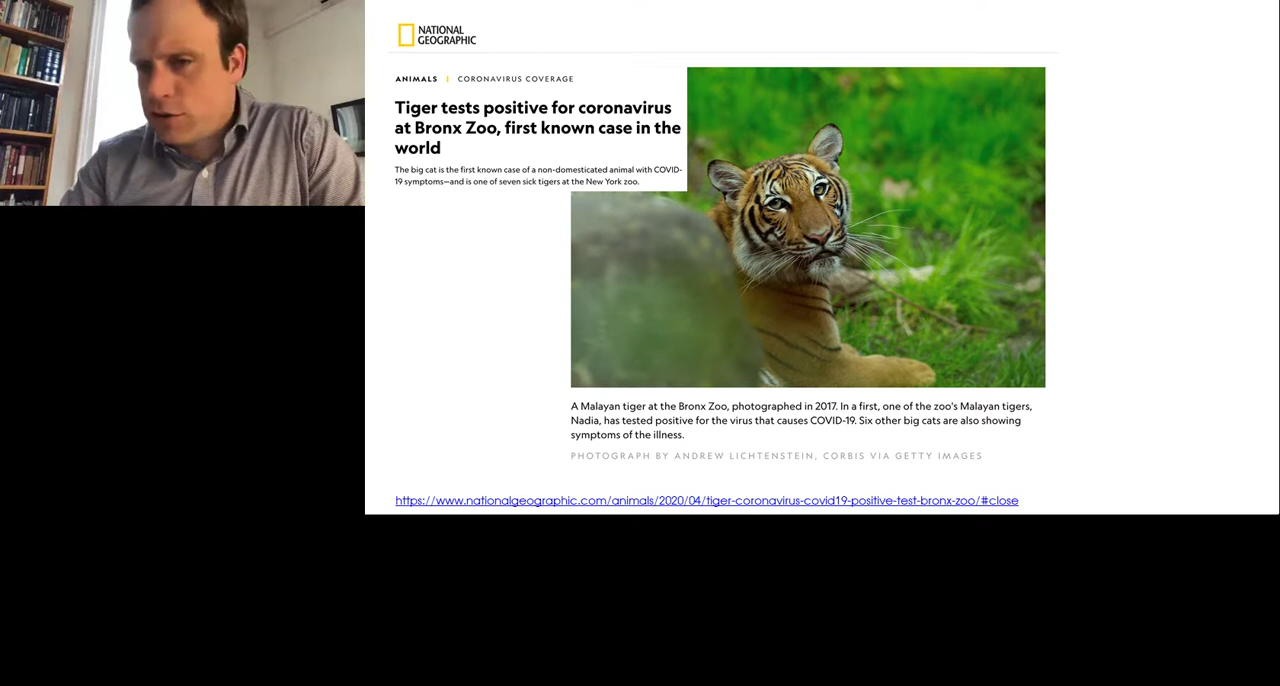 NATIONAL
GEOGRAPHIC
ANIMALS | CORONAVIRUS COVERAGE
Tiger tests positive for coronavirus
at Bronx Zoo, first known case in the
world
The big cat is the first known case of a non-domesticated animal with COVID-
19 symptoms—and is one of seven sick tigers at the New York zoo.
A Malayan tiger at the Bronx Zoo, photographed in 2017. In a first, one of the zoo's Malayan tigers,
Nadia, has tested positive for the virus that causes COVID-19. Six other big cats are also showing
symptoms of the illness.
PHOTOGRAPH BY ANDREW LICHTENSTEIN, CORBIS VIA GETTY IMAGES
https://www.nationalgeographic.com/animals/2020/04/tiger-coronavirus-covid19-positive-test-bronx-zoo/#close